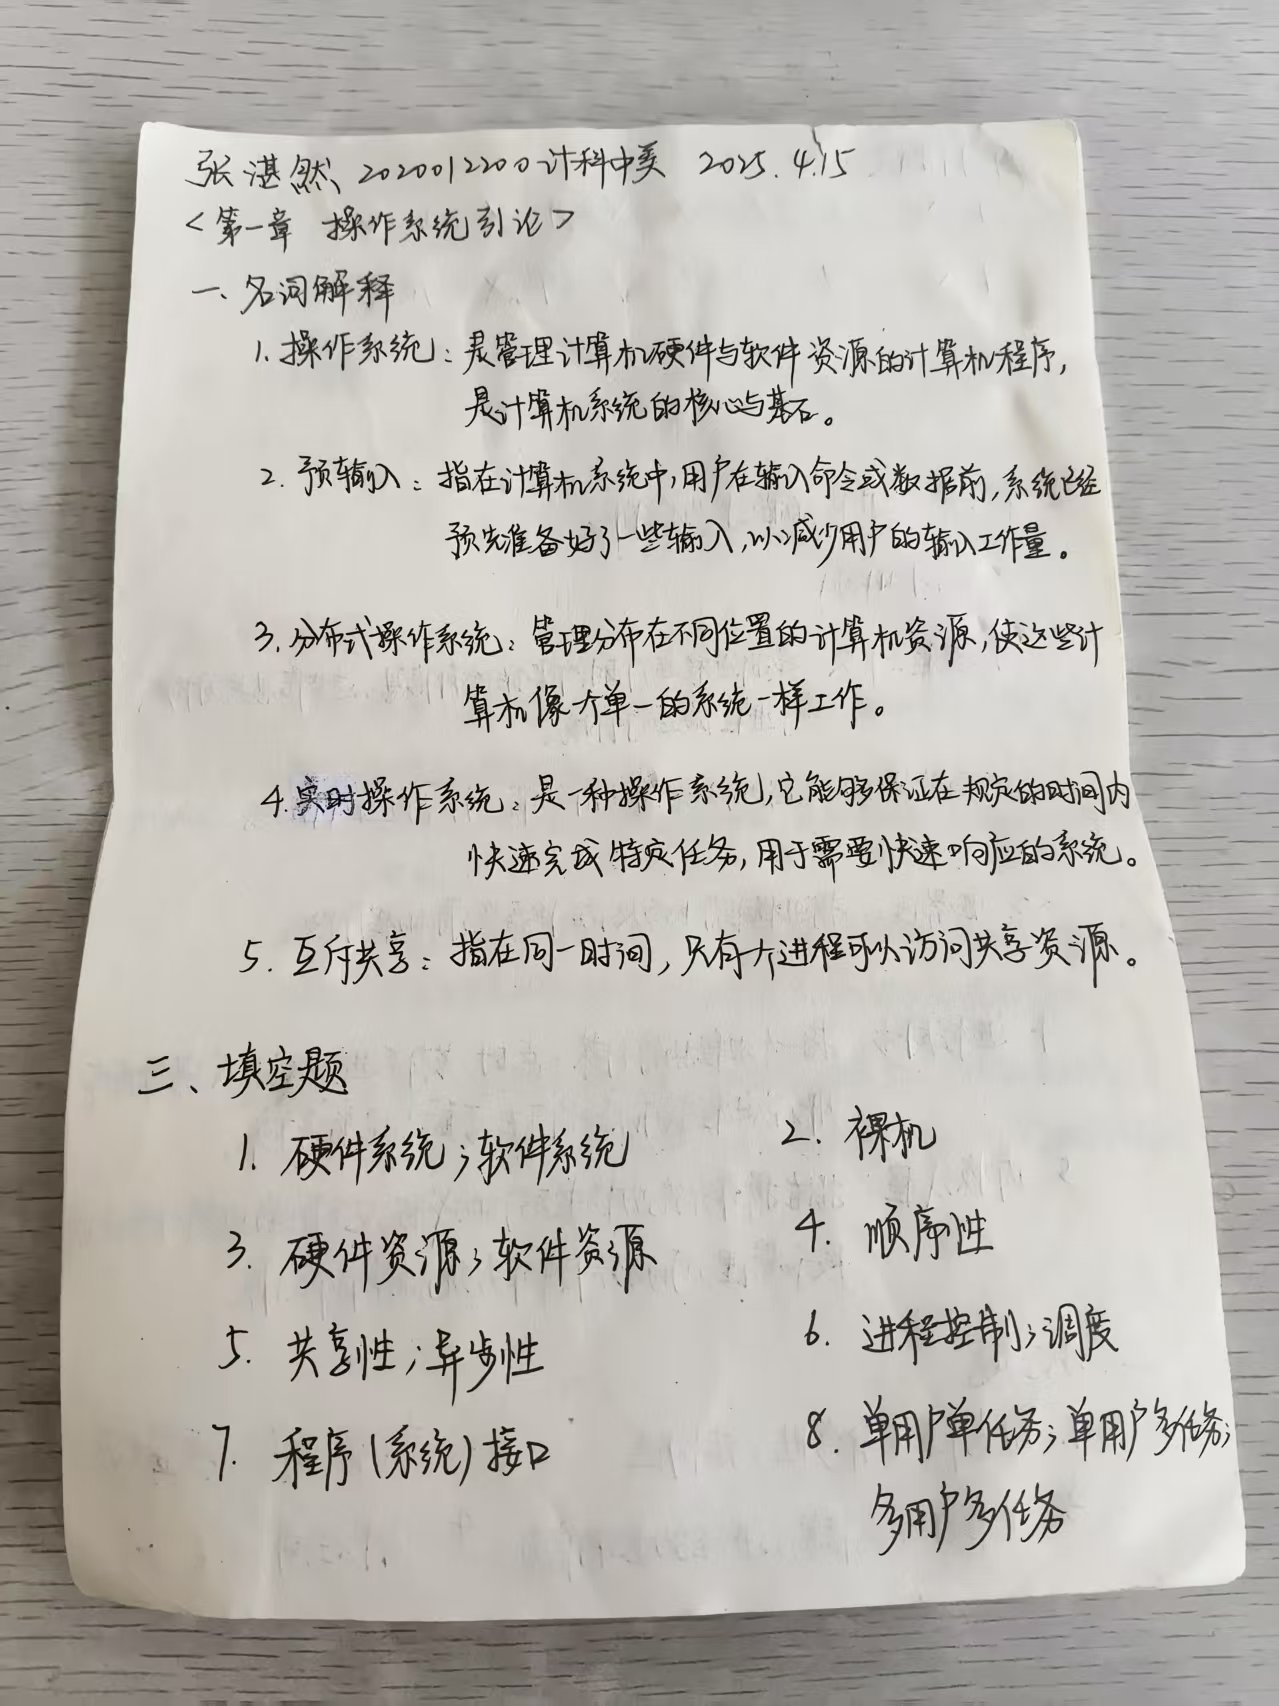 张湛然 2020012200 计科中美 2025.4.15
<第一章 操作系统引论>
一、名词解释
1. 操作系统：是管理计算机硬件与软件资源的计算机程序，
是计算机系统的核心与基石。
2. 预输入：指在计算机系统中，用户在输入命令或数据前，系统已经
预先准备好了一些输入，以减少用户的输入工作量。
3. 分布式操作系统：管理分布在不同位置的计算机资源，使这些计
算机像一个单一的系统一样工作。
4. 实时操作系统：是一种操作系统，它能够保证在规定的时间内
快速完成特定任务，用于需要快速响应的系统。
5. 互斥共享：指在同一时间，只有一个进程可以访问共享资源。
三、填空题
1. 硬件系统；软件系统 2. 裸机
3. 硬件资源；软件资源 4. 顺序性
5. 共享性；异步性 6. 进程控制；调度
7. 程序(系统)接口 8. 单用户单任务；单用户多任务；
多用户多任务